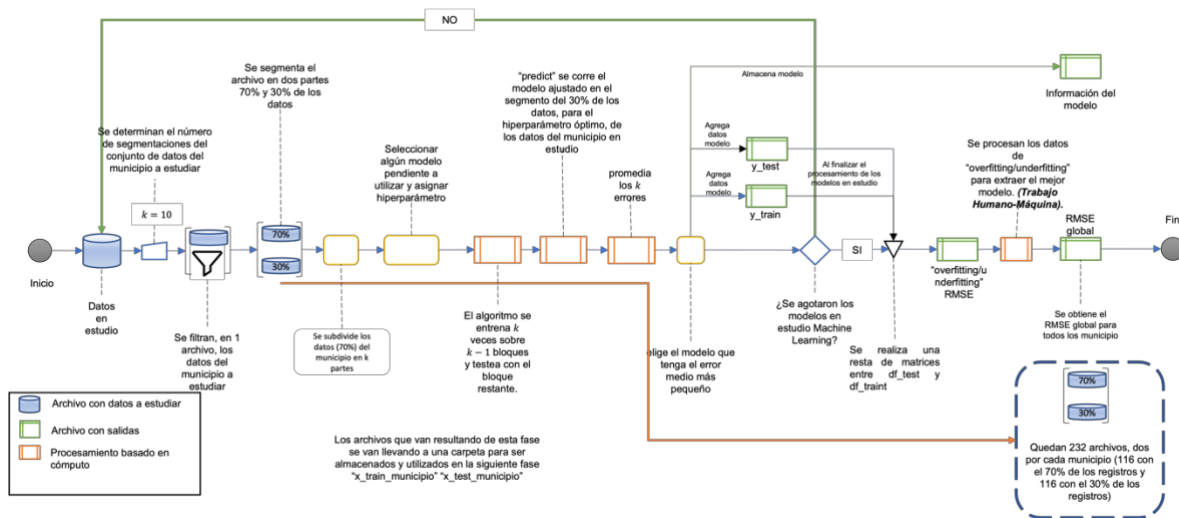 NO
Se segmenta el
archivo en dos partes
70% y 30% de los
datos
Se determinan el número
de segmentaciones del
conjunto de datos del
municipio a estudiar
k = 10
Inicio
Datos
en
estudio
Se filtran, en 1
archivo, los
datos del
municipio a
estudiar
70%
30%
Se subdivide los
datos (70%) del
municipio en k
partes
Seleccionar
algún modelo
pendiente a
utilizar y asignar
hiperparámetro
El algoritmo se
entrena k
veces sobre
k − 1 bloques
y testea con el
bloque
restante.
“predict” se corre el
modelo ajustado en el
segmento del 30% de los
datos, para el
hiperparámetro óptimo, de
los datos del municipio en
estudio
promedia
los k
errores
elige el modelo que
tenga el error
medio más
pequeño
Almacena modelo
Información del
modelo
Agrega
datos
modelo
y_test
Agrega
datos
modelo
y_train
Al finalizar el
procesamiento de los
modelos en estudio
¿Se agotaron los
modelos en
estudio Machine
Learning?
SI
Se realiza una
resta de matrices
entre df_test y
df_traint
“overfitting/u
nderfitting”
RMSE
Se procesan los datos
de
“overfitting/underfitting”
para extraer el mejor
modelo. (Trabajo
Humano-Máquina).
RMSE
global
Se obtiene el
RMSE global para
todos los municipio
Fin
70%
30%
Quedan 232 archivos, dos
por cada municipio (116 con
el 70% de los registros y
116 con el 30% de los
registros)
Archivo con datos a estudiar
Archivo con salidas
Procesamiento basado en
cómputo
Los archivos que van resultando de esta fase
se van llevando a una carpeta para ser
almacenados y utilizados en la siguiente fase
“x_train_municipio” “x_test_municipio”